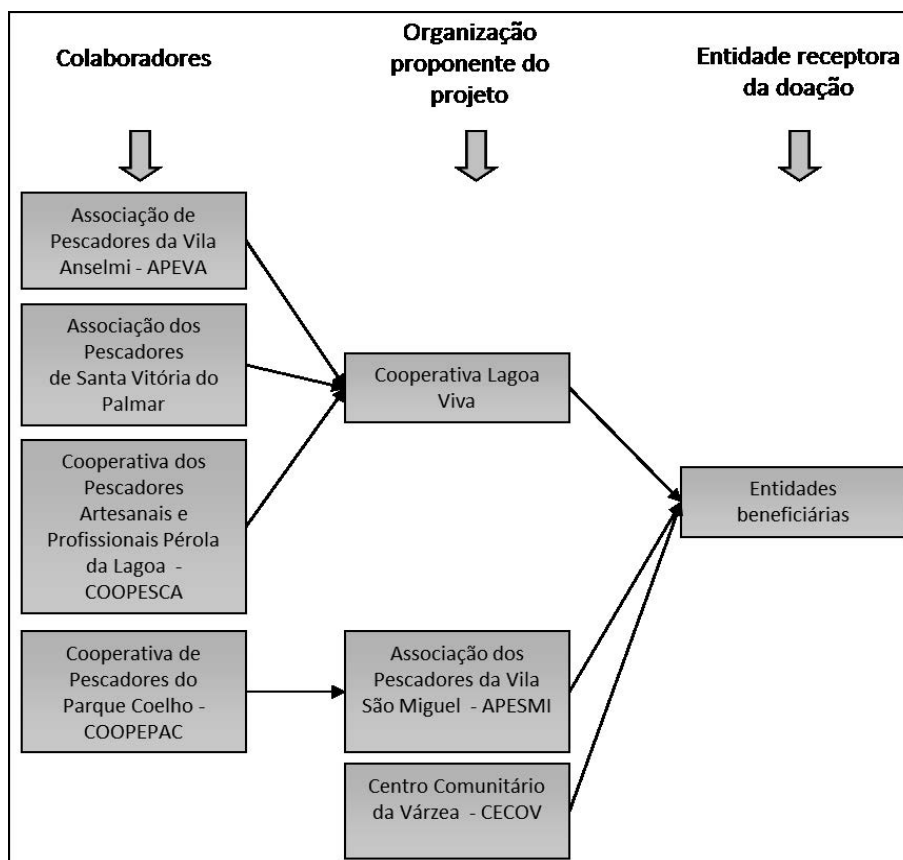 Colaboradores
Organização
proponente do
projeto
Entidade receptora
da doação
Associação de
Pescadores da Vila
Anselmi - APEVA
Associação dos
Pescadores
de Santa Vitória do
Palmar
Cooperativa dos
Pescadores
Artesanais e
Profissionais Pérola
da Lagoa -
COOPESCA
Cooperativa de
Pescadores do
Parque Coelho -
COOPEPAC
Cooperativa Lagoa
Viva
Associação dos
Pescadores da Vila
São Miguel - APESMI
Centro Comunitário
da Várzea - CECOV
Entidades
beneficiárias